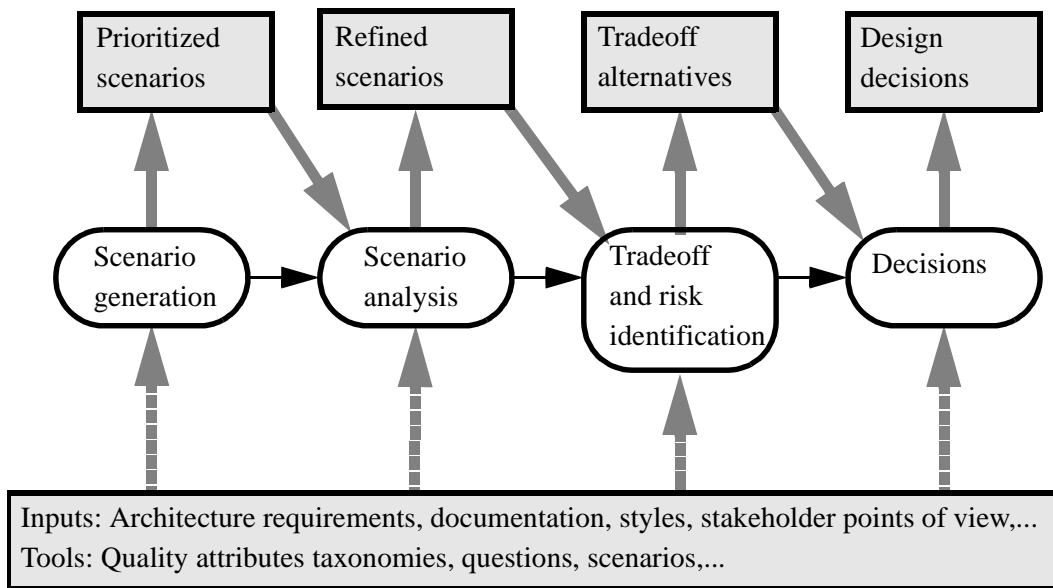 Prioritized
scenarios
Refined
scenarios
Tradeoff
alternatives
Design
decisions
Scenario
generation
Scenario
analysis
Tradeoff
and risk
identification
Decisions
Inputs: Architecture requirements, documentation, styles, stakeholder points of view,...
Tools: Quality attributes taxonomies, questions, scenarios,...